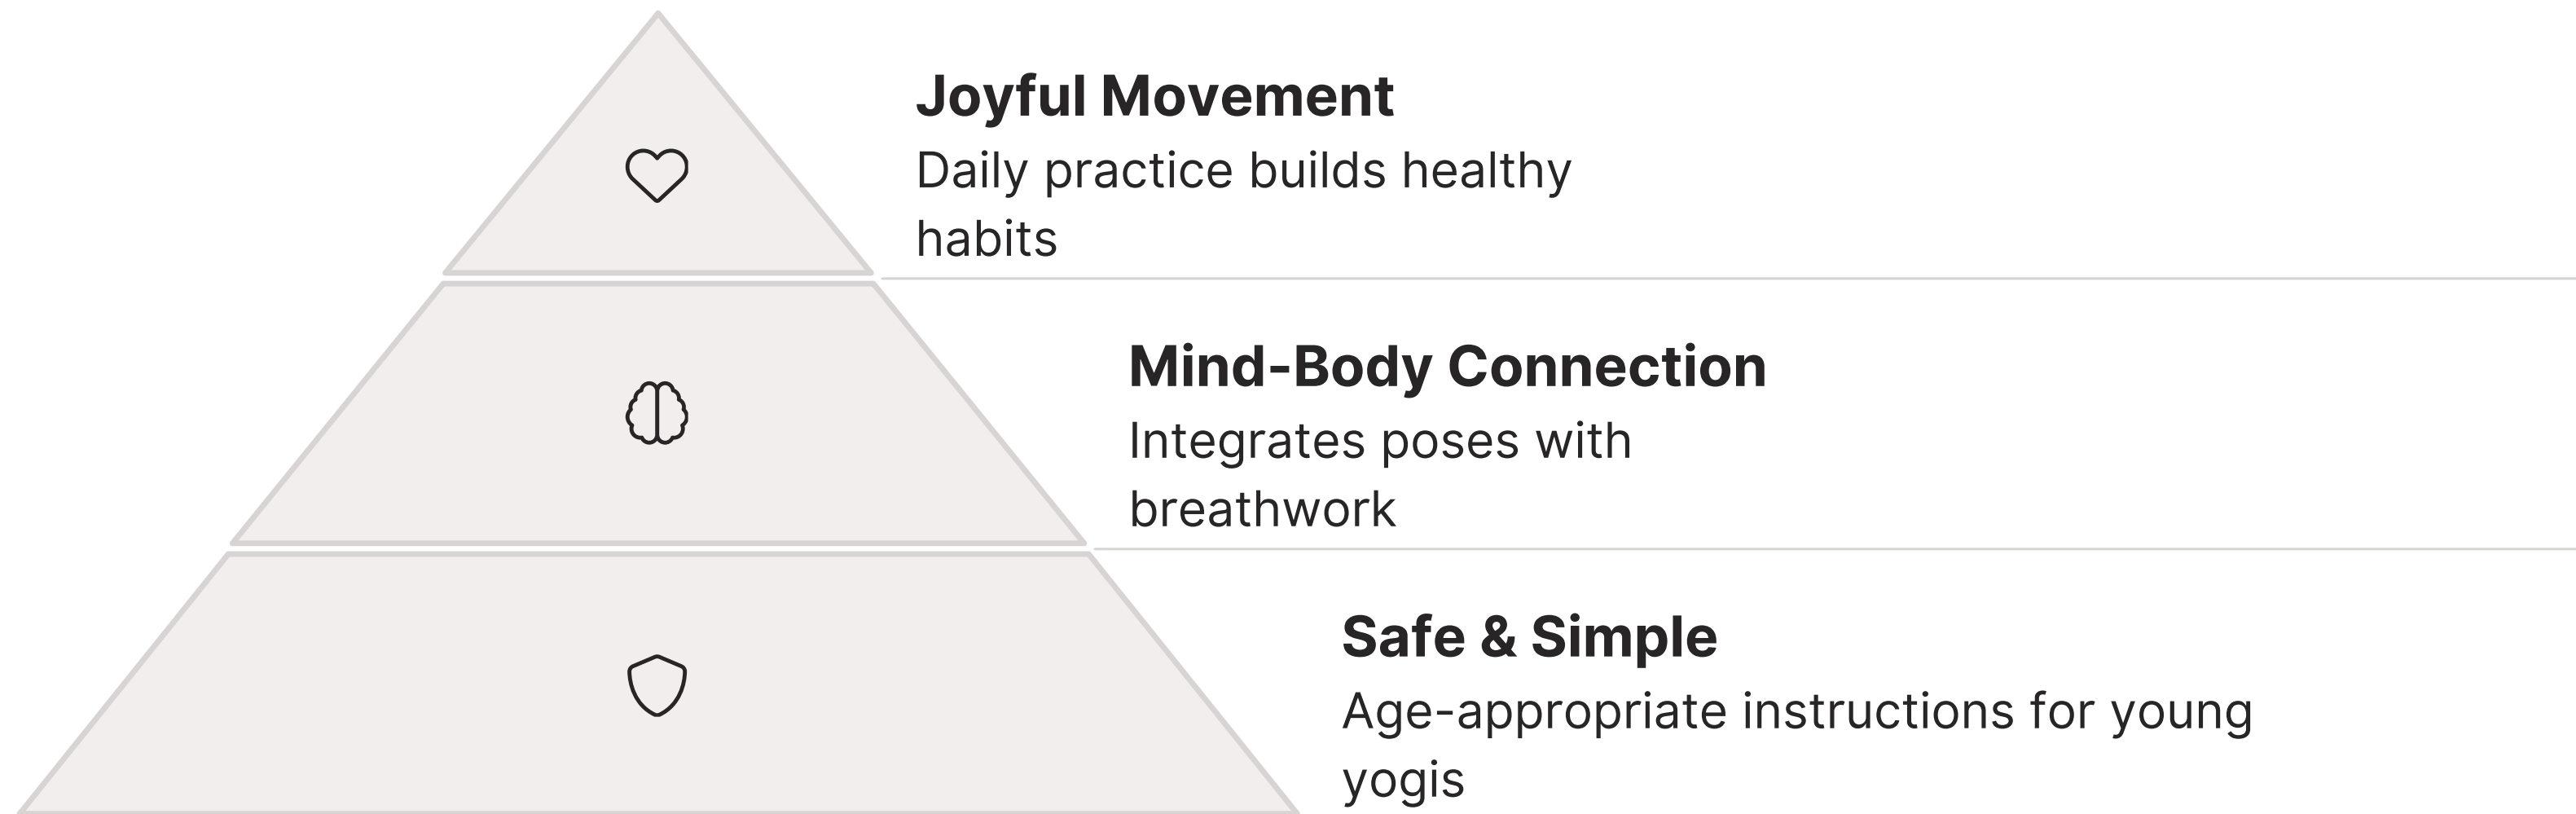 Joyful Movement
Daily practice builds healthy
habits
Mind-Body Connection
Integrates poses with
breathwork
Safe & Simple
Age-appropriate instructions for young
yogis